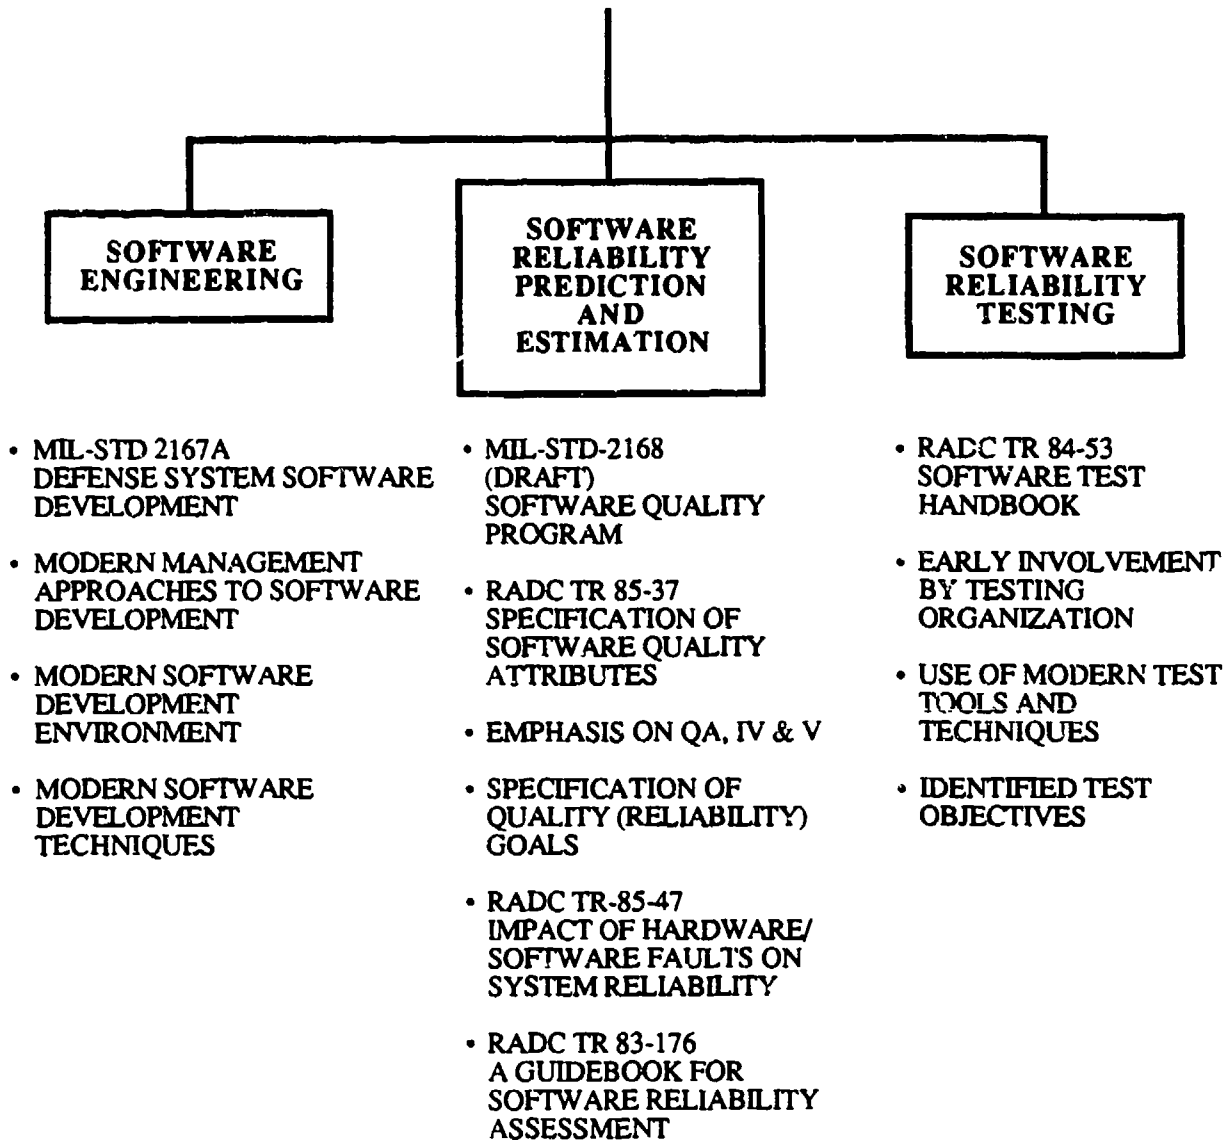 SOFTWARE
ENGINEERING
SOFTWARE
RELIABILITY
PREDICTION
AND
ESTIMATION
SOFTWARE
RELIABILITY
TESTING
• MIL-STD 2167A
DEFENSE SYSTEM SOFTWARE
DEVELOPMENT
• MODERN MANAGEMENT
APPROACHES TO SOFTWARE
DEVELOPMENT
• MODERN SOFTWARE
DEVELOPMENT
ENVIRONMENT
• MODERN SOFTWARE
DEVELOPMENT
TECHNIQUES
• MIL-STD-2168
(DRAFT)
SOFTWARE QUALITY
PROGRAM
• RADC TR 85-37
SPECIFICATION OF
SOFTWARE QUALITY
ATTRIBUTES
• EMPHASIS ON QA, IV & V
• SPECIFICATION OF
QUALITY (RELIABILITY)
GOALS
• RADC TR-85-47
IMPACT OF HARDWARE/
SOFTWARE FAULTS ON
SYSTEM RELIABILITY
• RADC TR 83-176
A GUIDEBOOK FOR
SOFTWARE RELIABILITY
ASSESSMENT
• RADC TR 84-53
SOFTWARE TEST
HANDBOOK
• EARLY INVOLVEMENT
BY TESTING
ORGANIZATION
• USE OF MODERN TEST
TOOLS AND
TECHNIQUES
• IDENTIFIED TEST
OBJECTIVES